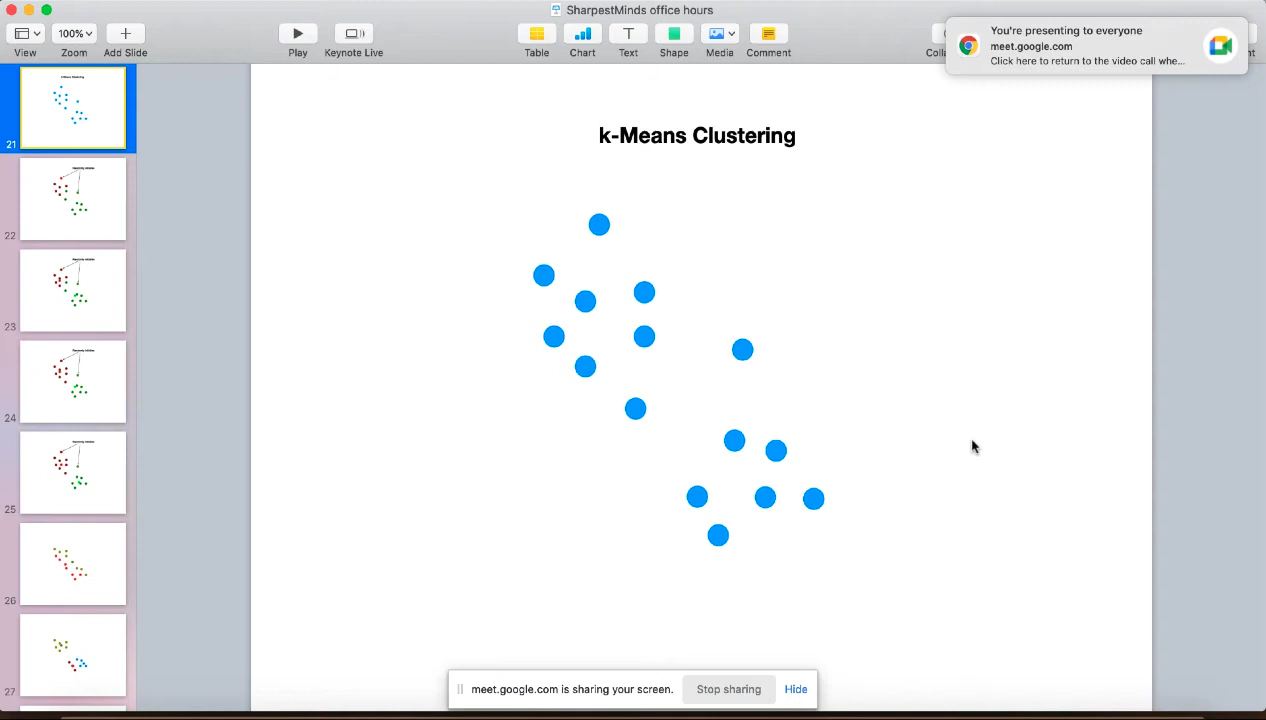 SharpestMinds office hours
100%
View
Zoom
Add Slide
Play
Keynote Live
Table
Chart
Text
Shape
Media
Comment
You're presenting to everyone
meet.google.com
Click here to return to the video call whe...
k-Means Clustering
21
22
23
24
25
26
27
meet.google.com is sharing your screen.
Stop sharing
Hide